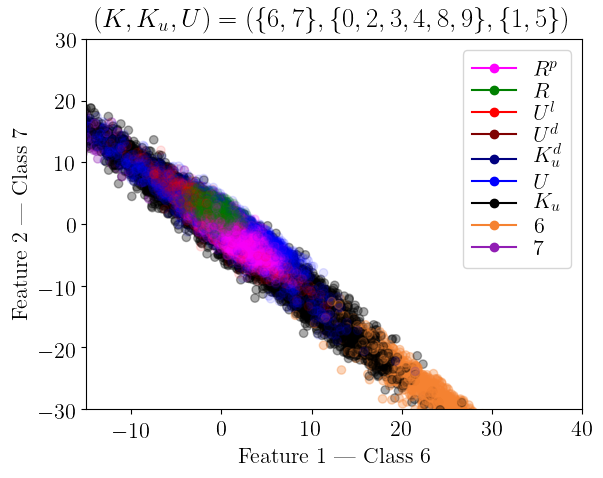 (K, K_u, U) = ({6, 7}, {0, 2, 3, 4, 8, 9}, {1, 5})
30
20
10
0
−10
−20
−30
Feature 2 — Class 7
R^p
R
U^l
U^d
K_u^d
U
K_u
6
7
−10 0 10 20 30 40
Feature 1 — Class 6